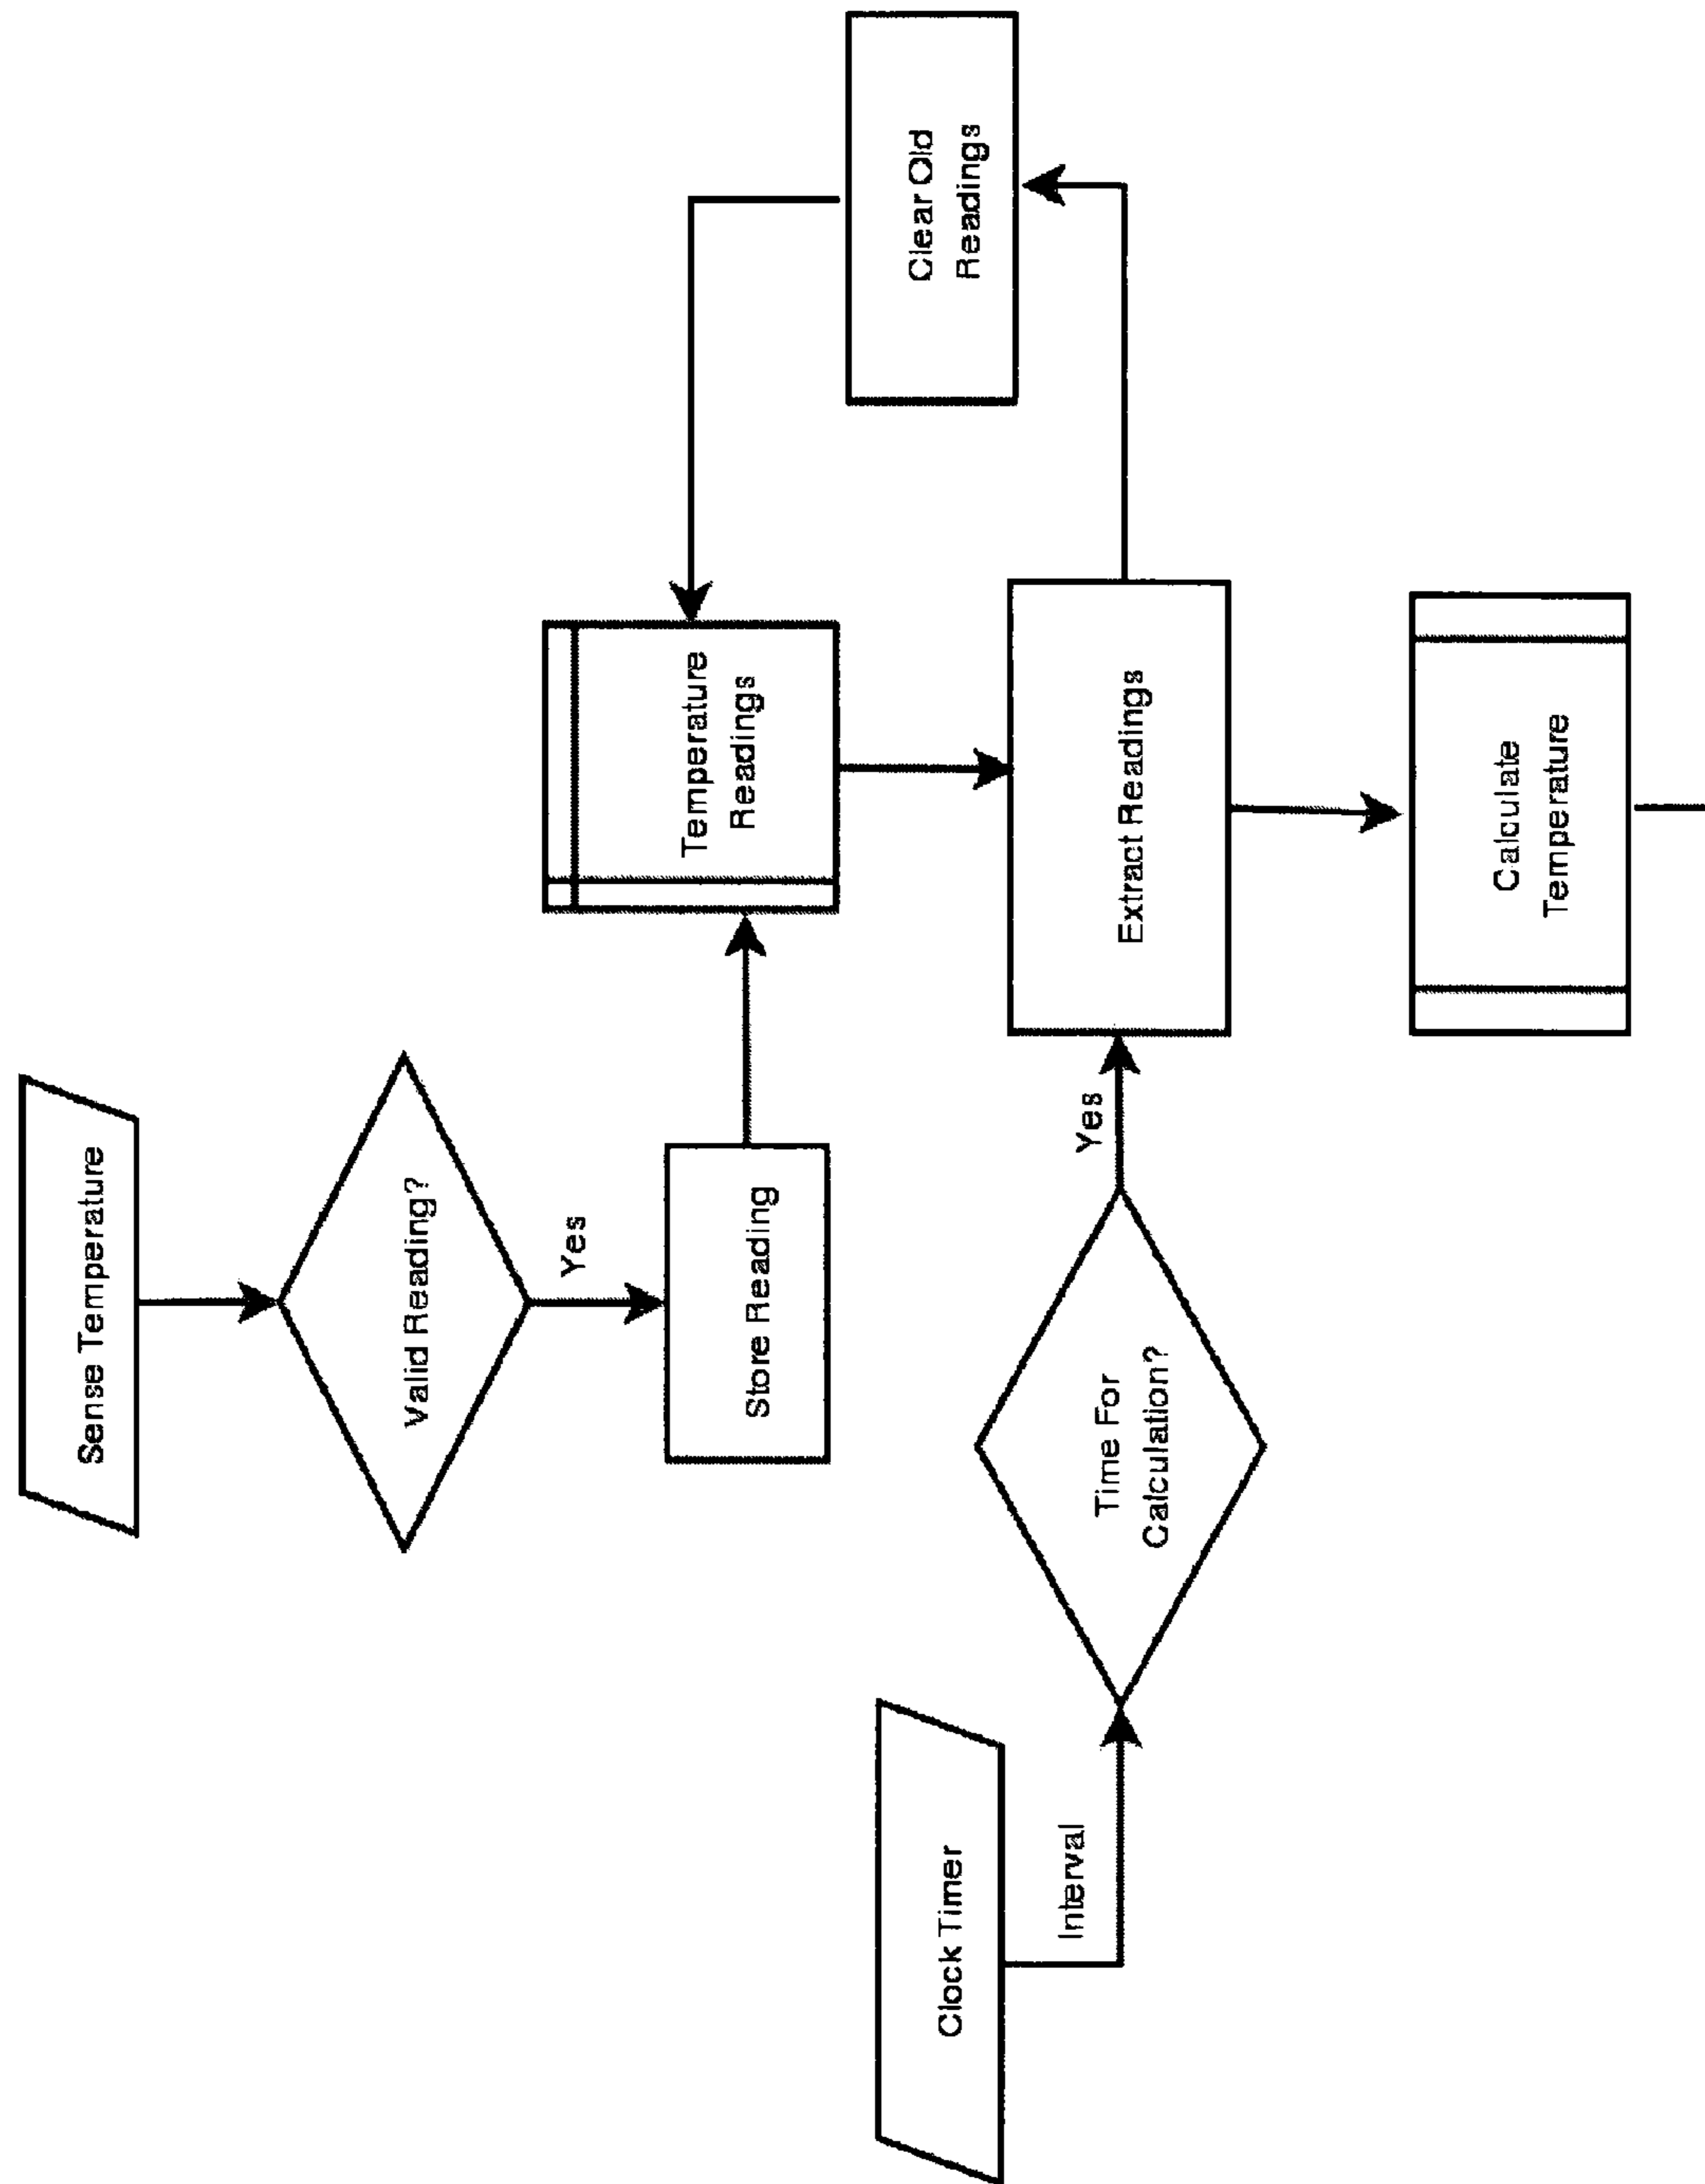 Sense Temperature
Valid Reading?
Yes
Store Reading
Temperature
Readings
Clear Old
Readings
Clock Timer
Interval
Time For
Calculation?
Yes
Extract Readings
Calculate
Temperature